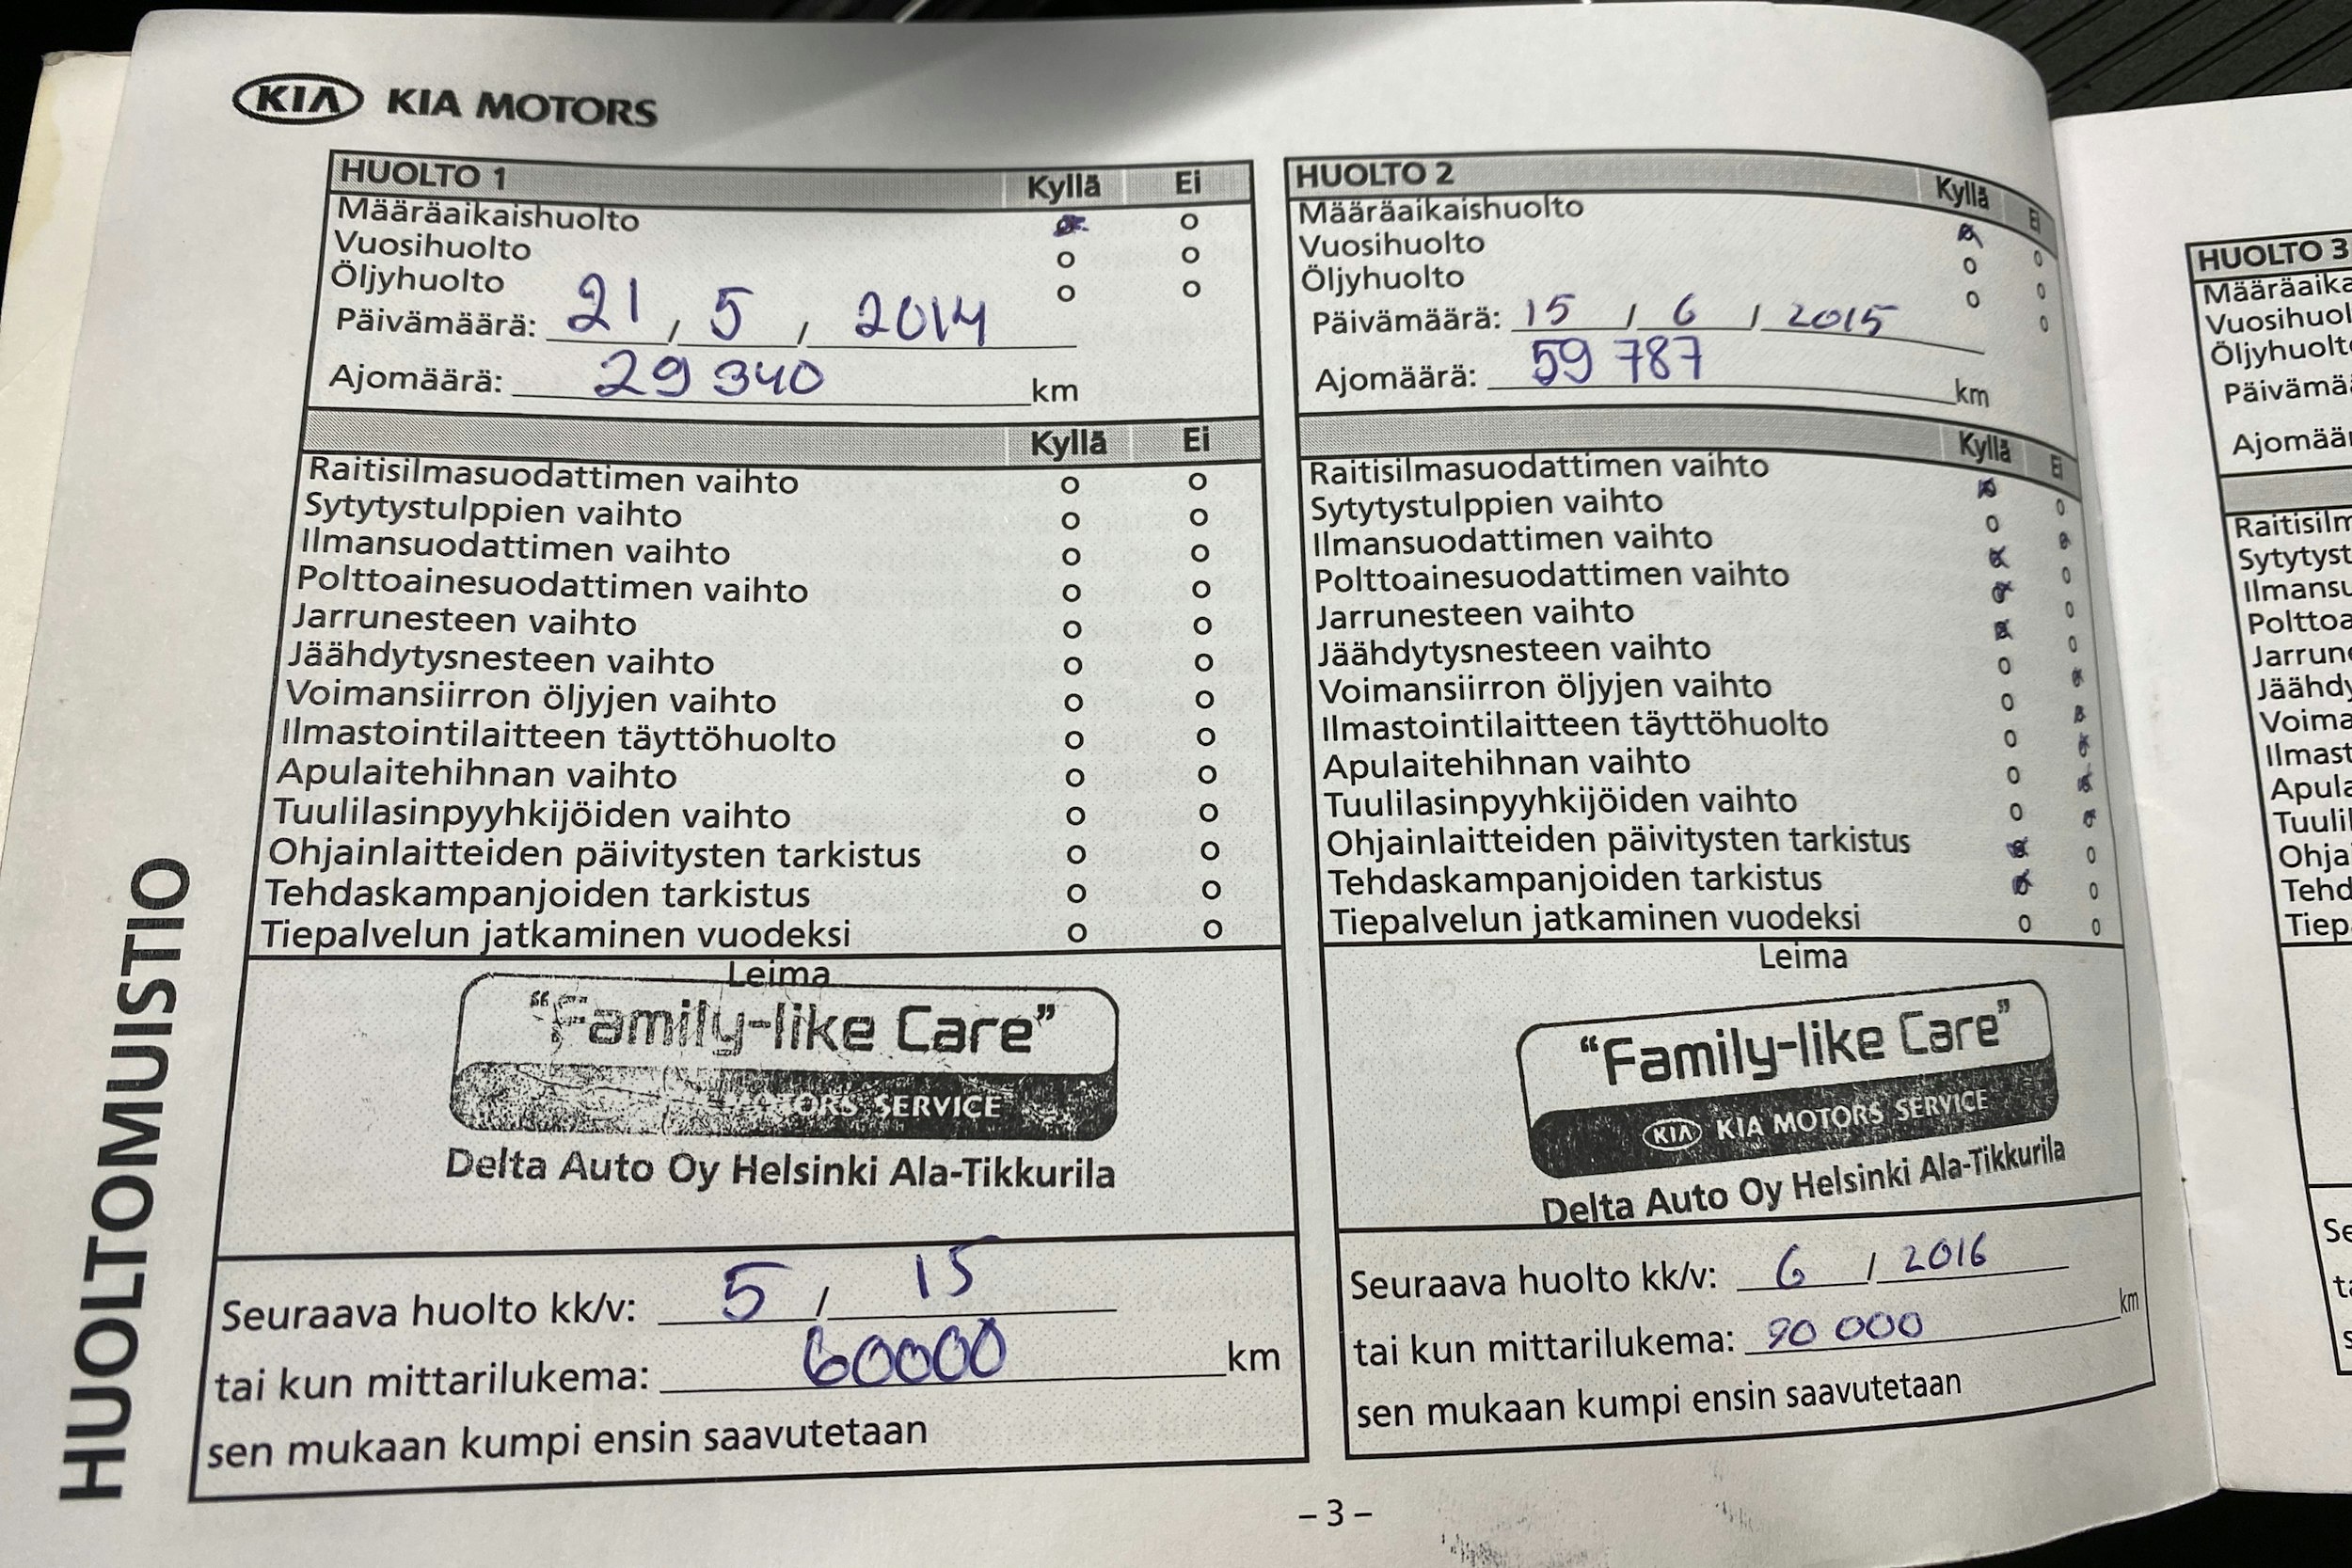 KIA KIA MOTORS
HUOLTOMUISTIO
HUOLTO 1 Kyllä Ei
Määräaikaishuolto
Vuosihuolto
Öljyhuolto
Päivämäärä: 21 / 5 / 2014
Ajomäärä: 29 340 km
Kyllä Ei
Raitisilmasuodattimen vaihto
Sytytystulppien vaihto
Ilmansuodattimen vaihto
Polttoainesuodattimen vaihto
Jarrunesteen vaihto
Jäähdytysnesteen vaihto
Voimansiirron öljyjen vaihto
Ilmastointilaitteen täyttöhuolto
Apulaitehihnan vaihto
Tuulilasinpyyhkijöiden vaihto
Ohjainlaitteiden päivitysten tarkistus
Tehdaskampanjoiden tarkistus
Tiepalvelun jatkaminen vuodeksi
Leima
"Family-like Care"
MOTORS SERVICE
Delta Auto Oy Helsinki Ala-Tikkurila
Seuraava huolto kk/v: 5 / 15
tai kun mittarilukema: 60000 km
sen mukaan kumpi ensin saavutetaan
HUOLTO 2 Kyllä Ei
Määräaikaishuolto
Vuosihuolto
Öljyhuolto
Päivämäärä: 15 / 6 / 2015
Ajomäärä: 59 787 km
Kyllä Ei
Raitisilmasuodattimen vaihto
Sytytystulppien vaihto
Ilmansuodattimen vaihto
Polttoainesuodattimen vaihto
Jarrunesteen vaihto
Jäähdytysnesteen vaihto
Voimansiirron öljyjen vaihto
Ilmastointilaitteen täyttöhuolto
Apulaitehihnan vaihto
Tuulilasinpyyhkijöiden vaihto
Ohjainlaitteiden päivitysten tarkistus
Tehdaskampanjoiden tarkistus
Tiepalvelun jatkaminen vuodeksi
Leima
"Family-like Care"
KIA KIA MOTORS SERVICE
Delta Auto Oy Helsinki Ala-Tikkurila
Seuraava huolto kk/v: 6 / 2016
tai kun mittarilukema: 90 000 km
sen mukaan kumpi ensin saavutetaan
– 3 –
HUOLTO 3